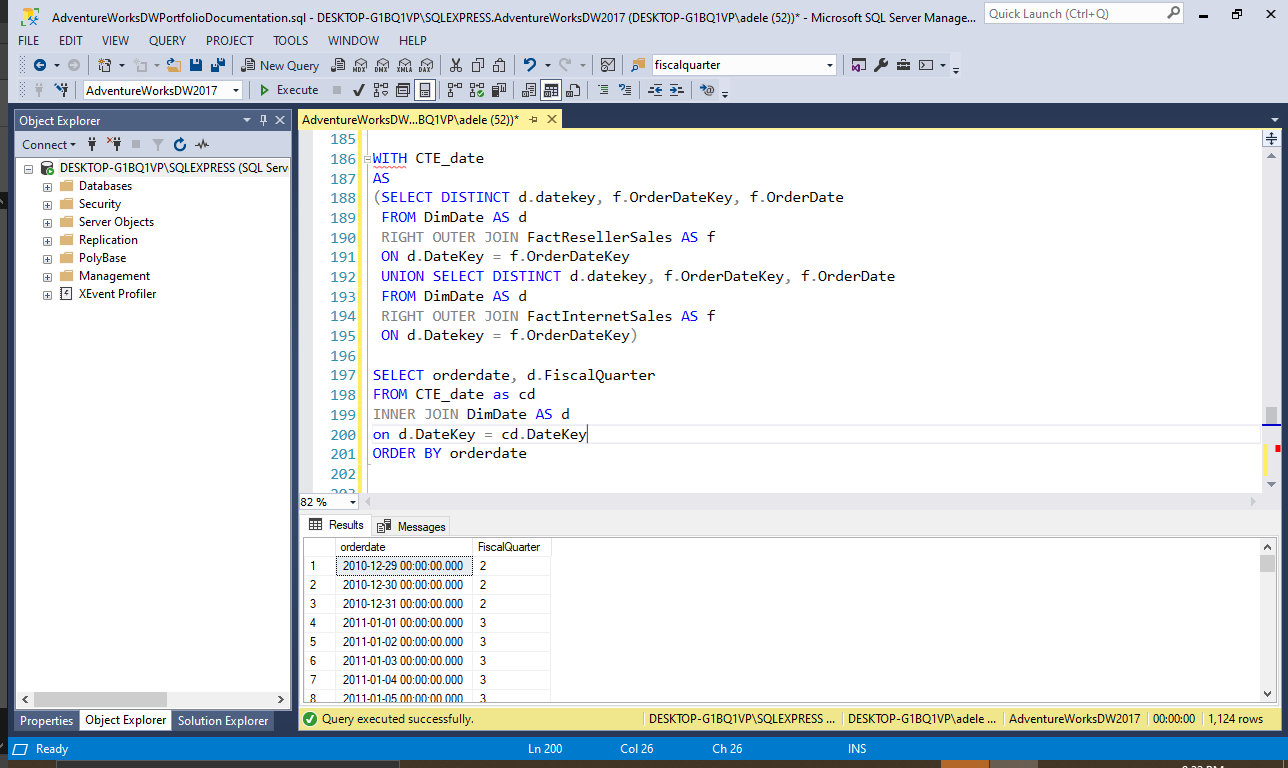 AdventureWorksDWPortfolioDocumentation.sql - DESKTOP-G1BQ1VP\SQLEXPRESS.AdventureWorksDW2017 (DESKTOP-G1BQ1VP\adele (52))* - Microsoft SQL Server Manage...
Quick Launch (Ctrl+Q)
FILE EDIT VIEW QUERY PROJECT TOOLS WINDOW HELP
New Query
MDX DMX XMLA DAX
fiscalquarter
AdventureWorksDW2017
Execute
Object Explorer
AdventureWorksDW...BQ1VP\adele (52))*
Connect
DESKTOP-G1BQ1VP\SQLEXPRESS (SQL Serv
Databases
Security
Server Objects
Replication
PolyBase
Management
XEvent Profiler
185
186 WITH CTE_date
187 AS
188 (SELECT DISTINCT d.datekey, f.OrderDateKey, f.OrderDate
189 FROM DimDate AS d
190 RIGHT OUTER JOIN FactResellerSales AS f
191 ON d.DateKey = f.OrderDateKey
192 UNION SELECT DISTINCT d.datekey, f.OrderDateKey, f.OrderDate
193 FROM DimDate AS d
194 RIGHT OUTER JOIN FactInternetSales AS f
195 ON d.Datekey = f.OrderDateKey)
196
197 SELECT orderdate, d.FiscalQuarter
198 FROM CTE_date as cd
199 INNER JOIN DimDate AS d
200 on d.DateKey = cd.DateKey
201 ORDER BY orderdate
202
82 %
Results Messages
orderdate FiscalQuarter
1 2010-12-29 00:00:00.000 2
2 2010-12-30 00:00:00.000 2
3 2010-12-31 00:00:00.000 2
4 2011-01-01 00:00:00.000 3
5 2011-01-02 00:00:00.000 3
6 2011-01-03 00:00:00.000 3
7 2011-01-04 00:00:00.000 3
8 2011-01-05 00:00:00.000 3
Properties Object Explorer Solution Explorer
Query executed successfully.
DESKTOP-G1BQ1VP\SQLEXPRESS ... DESKTOP-G1BQ1VP\adele ... AdventureWorksDW2017 00:00:00 1,124 rows
Ready Ln 200 Col 26 Ch 26 INS